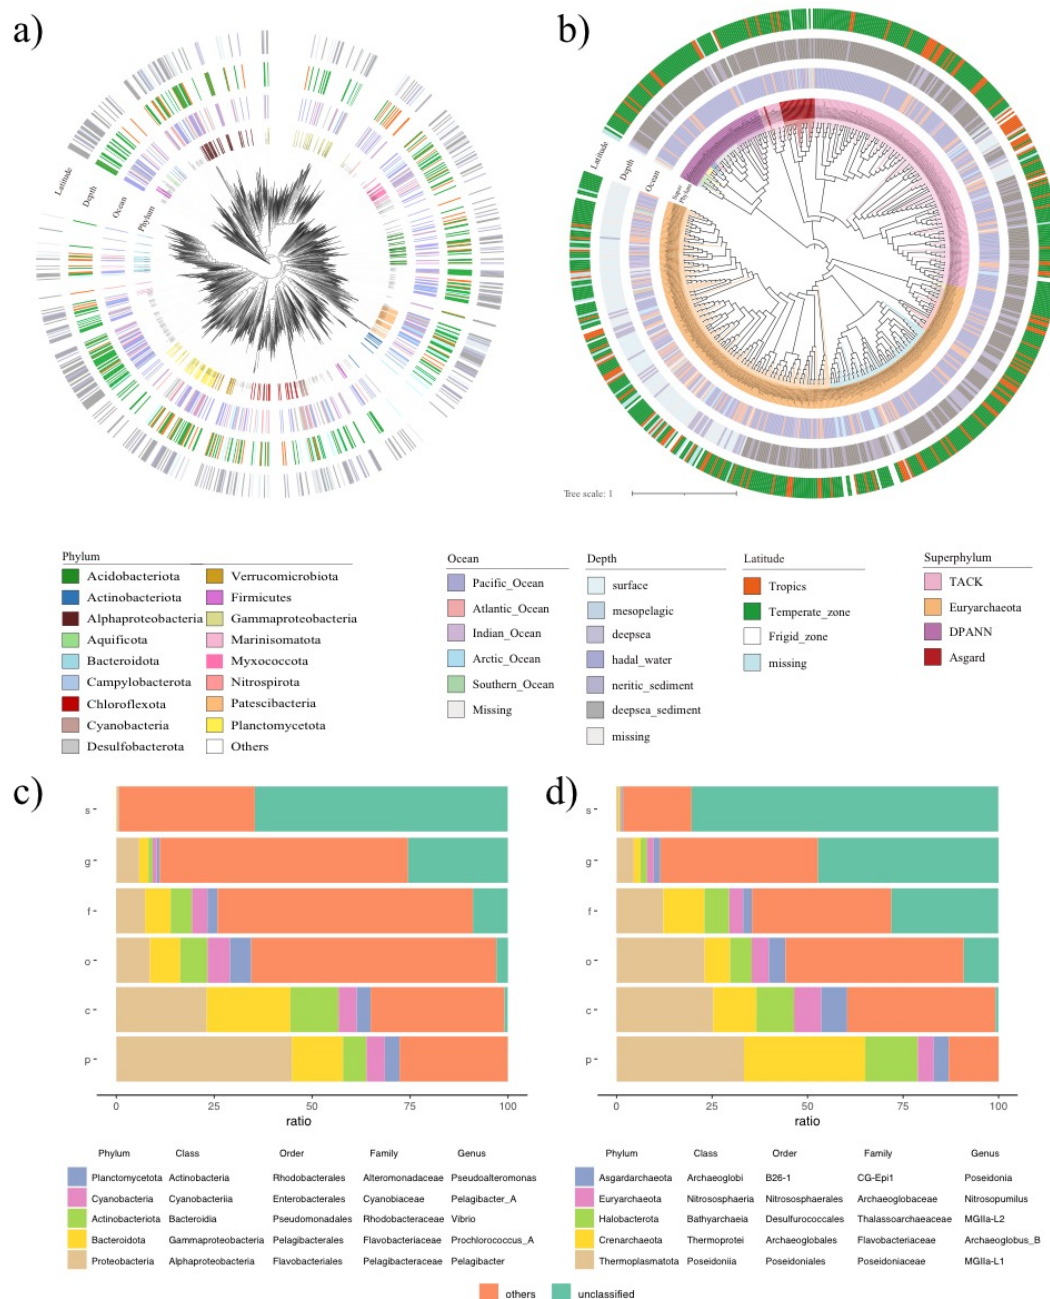 a)
b)
Latitude
Depth
Ocean
Phylum
Latitude
Depth
Ocean
Super
Phylum
Tree scale: 1
Phylum
Acidobacteriota
Verrucomicrobiota
Actinobacteriota
Firmicutes
Alphaproteobacteria
Gammaproteobacteria
Aquificota
Marinisomatota
Bacteroidota
Myxococcota
Campylobacterota
Nitrospirota
Chloroflexota
Patescibacteria
Cyanobacteria
Planctomycetota
Desulfobacterota
Others
Ocean
Pacific_Ocean
Atlantic_Ocean
Indian_Ocean
Arctic_Ocean
Southern_Ocean
Missing
Depth
surface
mesopelagic
deepsea
hadal_water
neritic_sediment
deepsea_sediment
missing
Latitude
Tropics
Temperate_zone
Frigid_zone
missing
Superphylum
TACK
Euryarchaeota
DPANN
Asgard
c)
s
g
f
o
c
p
0 25 50 75 100
ratio
Phylum Class Order Family Genus
Planctomycetota Actinobacteria Rhodobacterales Alteromonadaceae Pseudoalteromonas
Cyanobacteria Cyanobacteriia Enterobacterales Cyanobiaceae Pelagibacter_A
Actinobacteriota Bacteroidia Pseudomonadales Rhodobacteraceae Vibrio
Bacteroidota Gammaproteobacteria Pelagibacterales Flavobacteriaceae Prochlorococcus_A
Proteobacteria Alphaproteobacteria Flavobacteriales Pelagibacteraceae Pelagibacter
d)
s
g
f
o
c
p
0 25 50 75 100
ratio
Phylum Class Order Family Genus
Asgardarchaeota Archaeoglobi B26-1 CG-Epi1 Poseidonia
Euryarchaeota Nitrososphaeria Nitrososphaerales Archaeoglobaceae Nitrosopumilus
Halobacterota Bathyarchaeia Desulfurococcales Thalassoarchaeaceae MGIIa-L2
Crenarchaeota Thermoprotei Archaeoglobales Flavobacteriaceae Archaeoglobus_B
Thermoplasmatota Poseidoniia Poseidoniales Poseidoniaceae MGIIa-L1
others unclassified